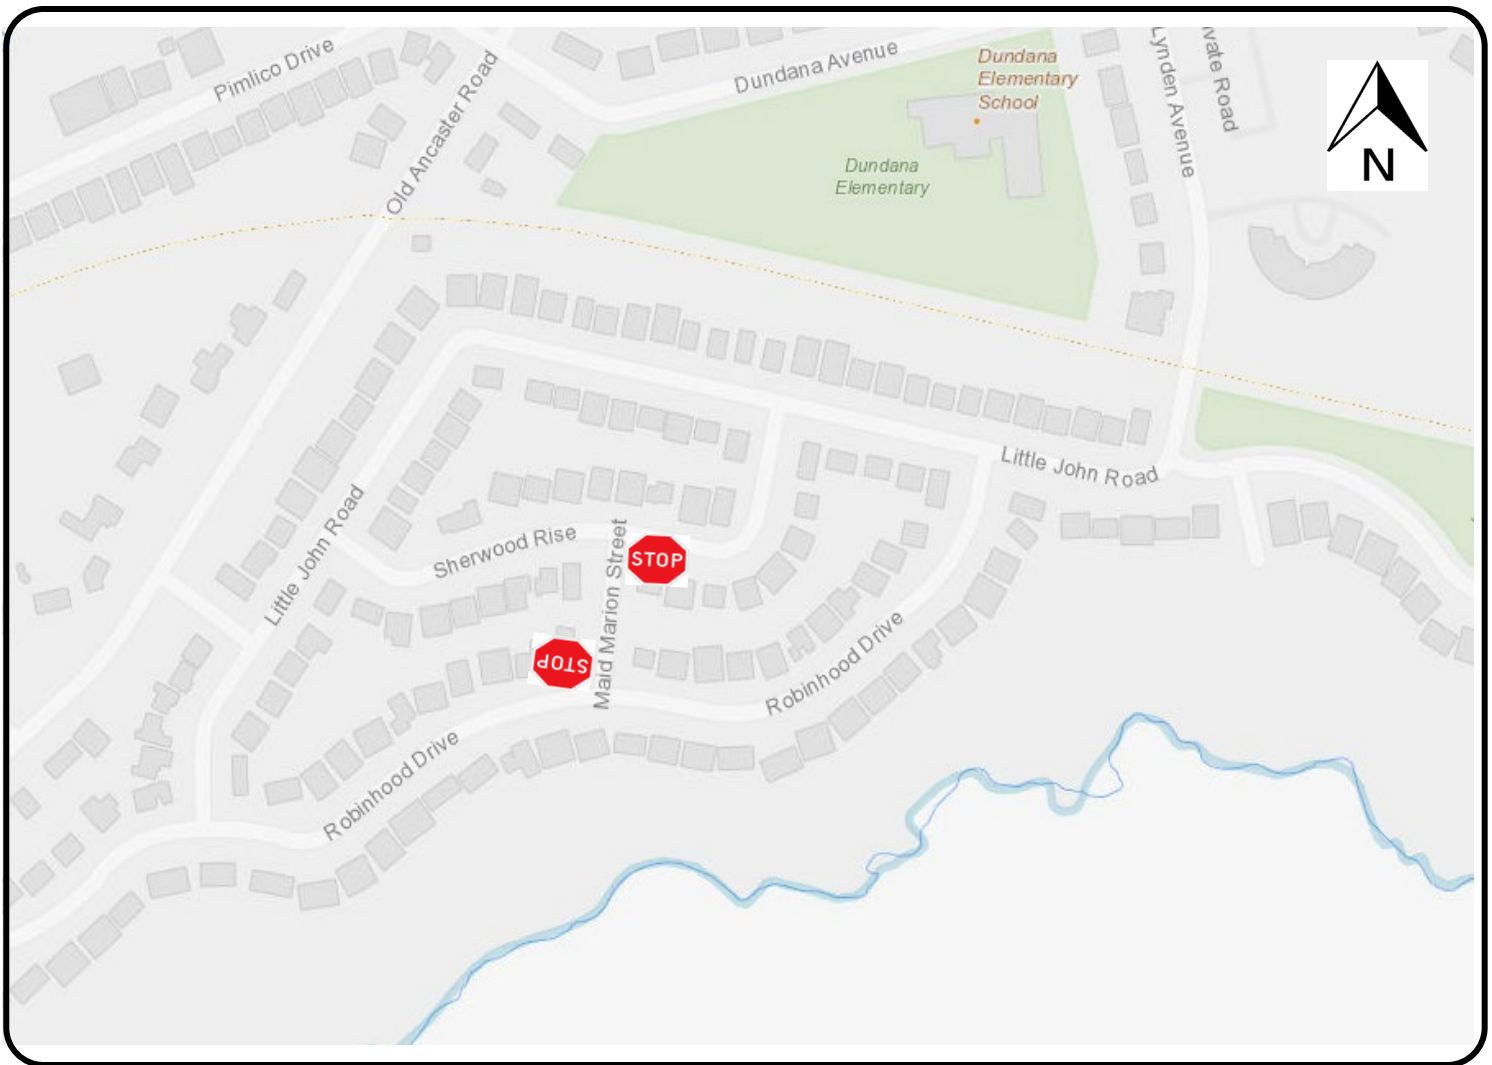 Pimlico Drive
Old Ancaster Road
Dundana Avenue
Dundana
Elementary
School
Lynden Avenue
vate Road
N
Dundana
Elementary
Little John Road
Little John Road
Sherwood Rise
Maid Marion Street
STOP
STOP
Robinhood Drive
Robinhood Drive